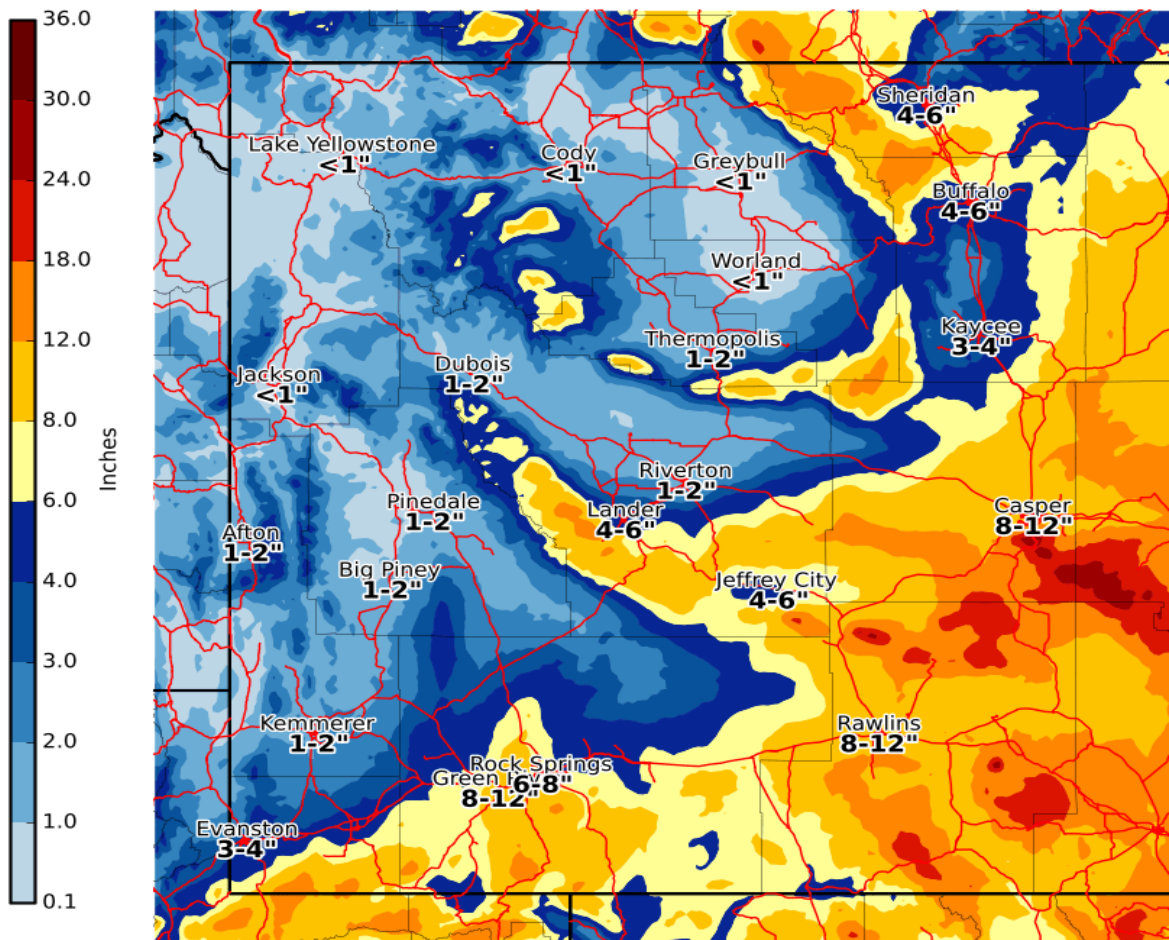 36.0
30.0
24.0
18.0
12.0
8.0
6.0
4.0
3.0
2.0
1.0
0.1
Inches
Sheridan
4-6"
Lake Yellowstone
<1"
Cody
<1"
Greybull
<1"
Buffalo
4-6"
Worland
<1"
Kaycee
3-4"
Thermopolis
1-2"
Dubois
1-2"
Jackson
<1"
Riverton
1-2"
Pinedale
1-2"
Lander
4-6"
Casper
8-12"
Afton
1-2"
Big Piney
1-2"
Jeffrey City
4-6"
Kemmerer
1-2"
Rawlins
8-12"
Rock Springs
6-8"
Green
8-12"
Evanston
3-4"